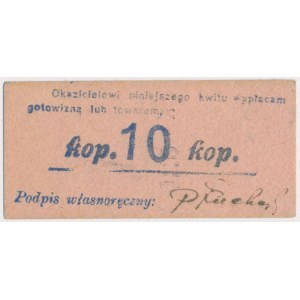 Okazicielowi niniejszego kwitu wypłacam
gotowizną lub towarem
kop. 10 kop.
Podpis własnoręczny: